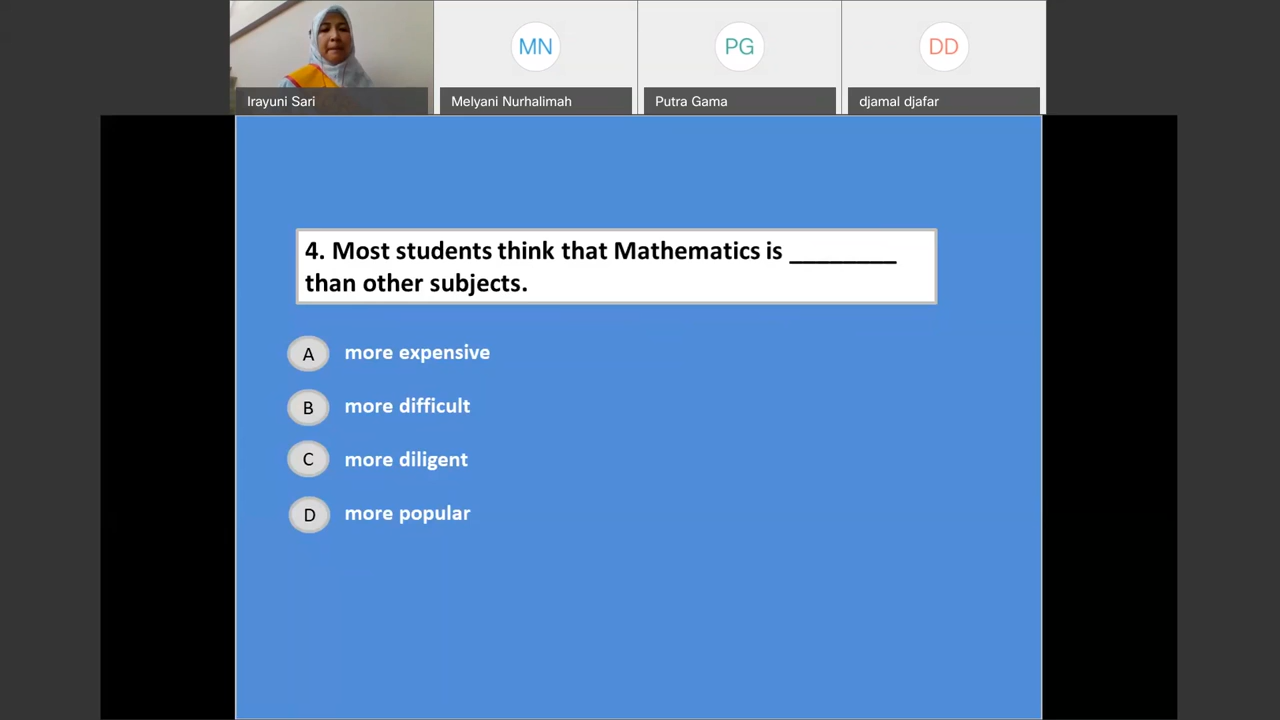 MN
PG
DD
Irayuni Sari
Melyani Nurhalimah
Putra Gama
djamal djafar
4. Most students think that Mathematics is ________
than other subjects.
A more expensive
B more difficult
C more diligent
D more popular